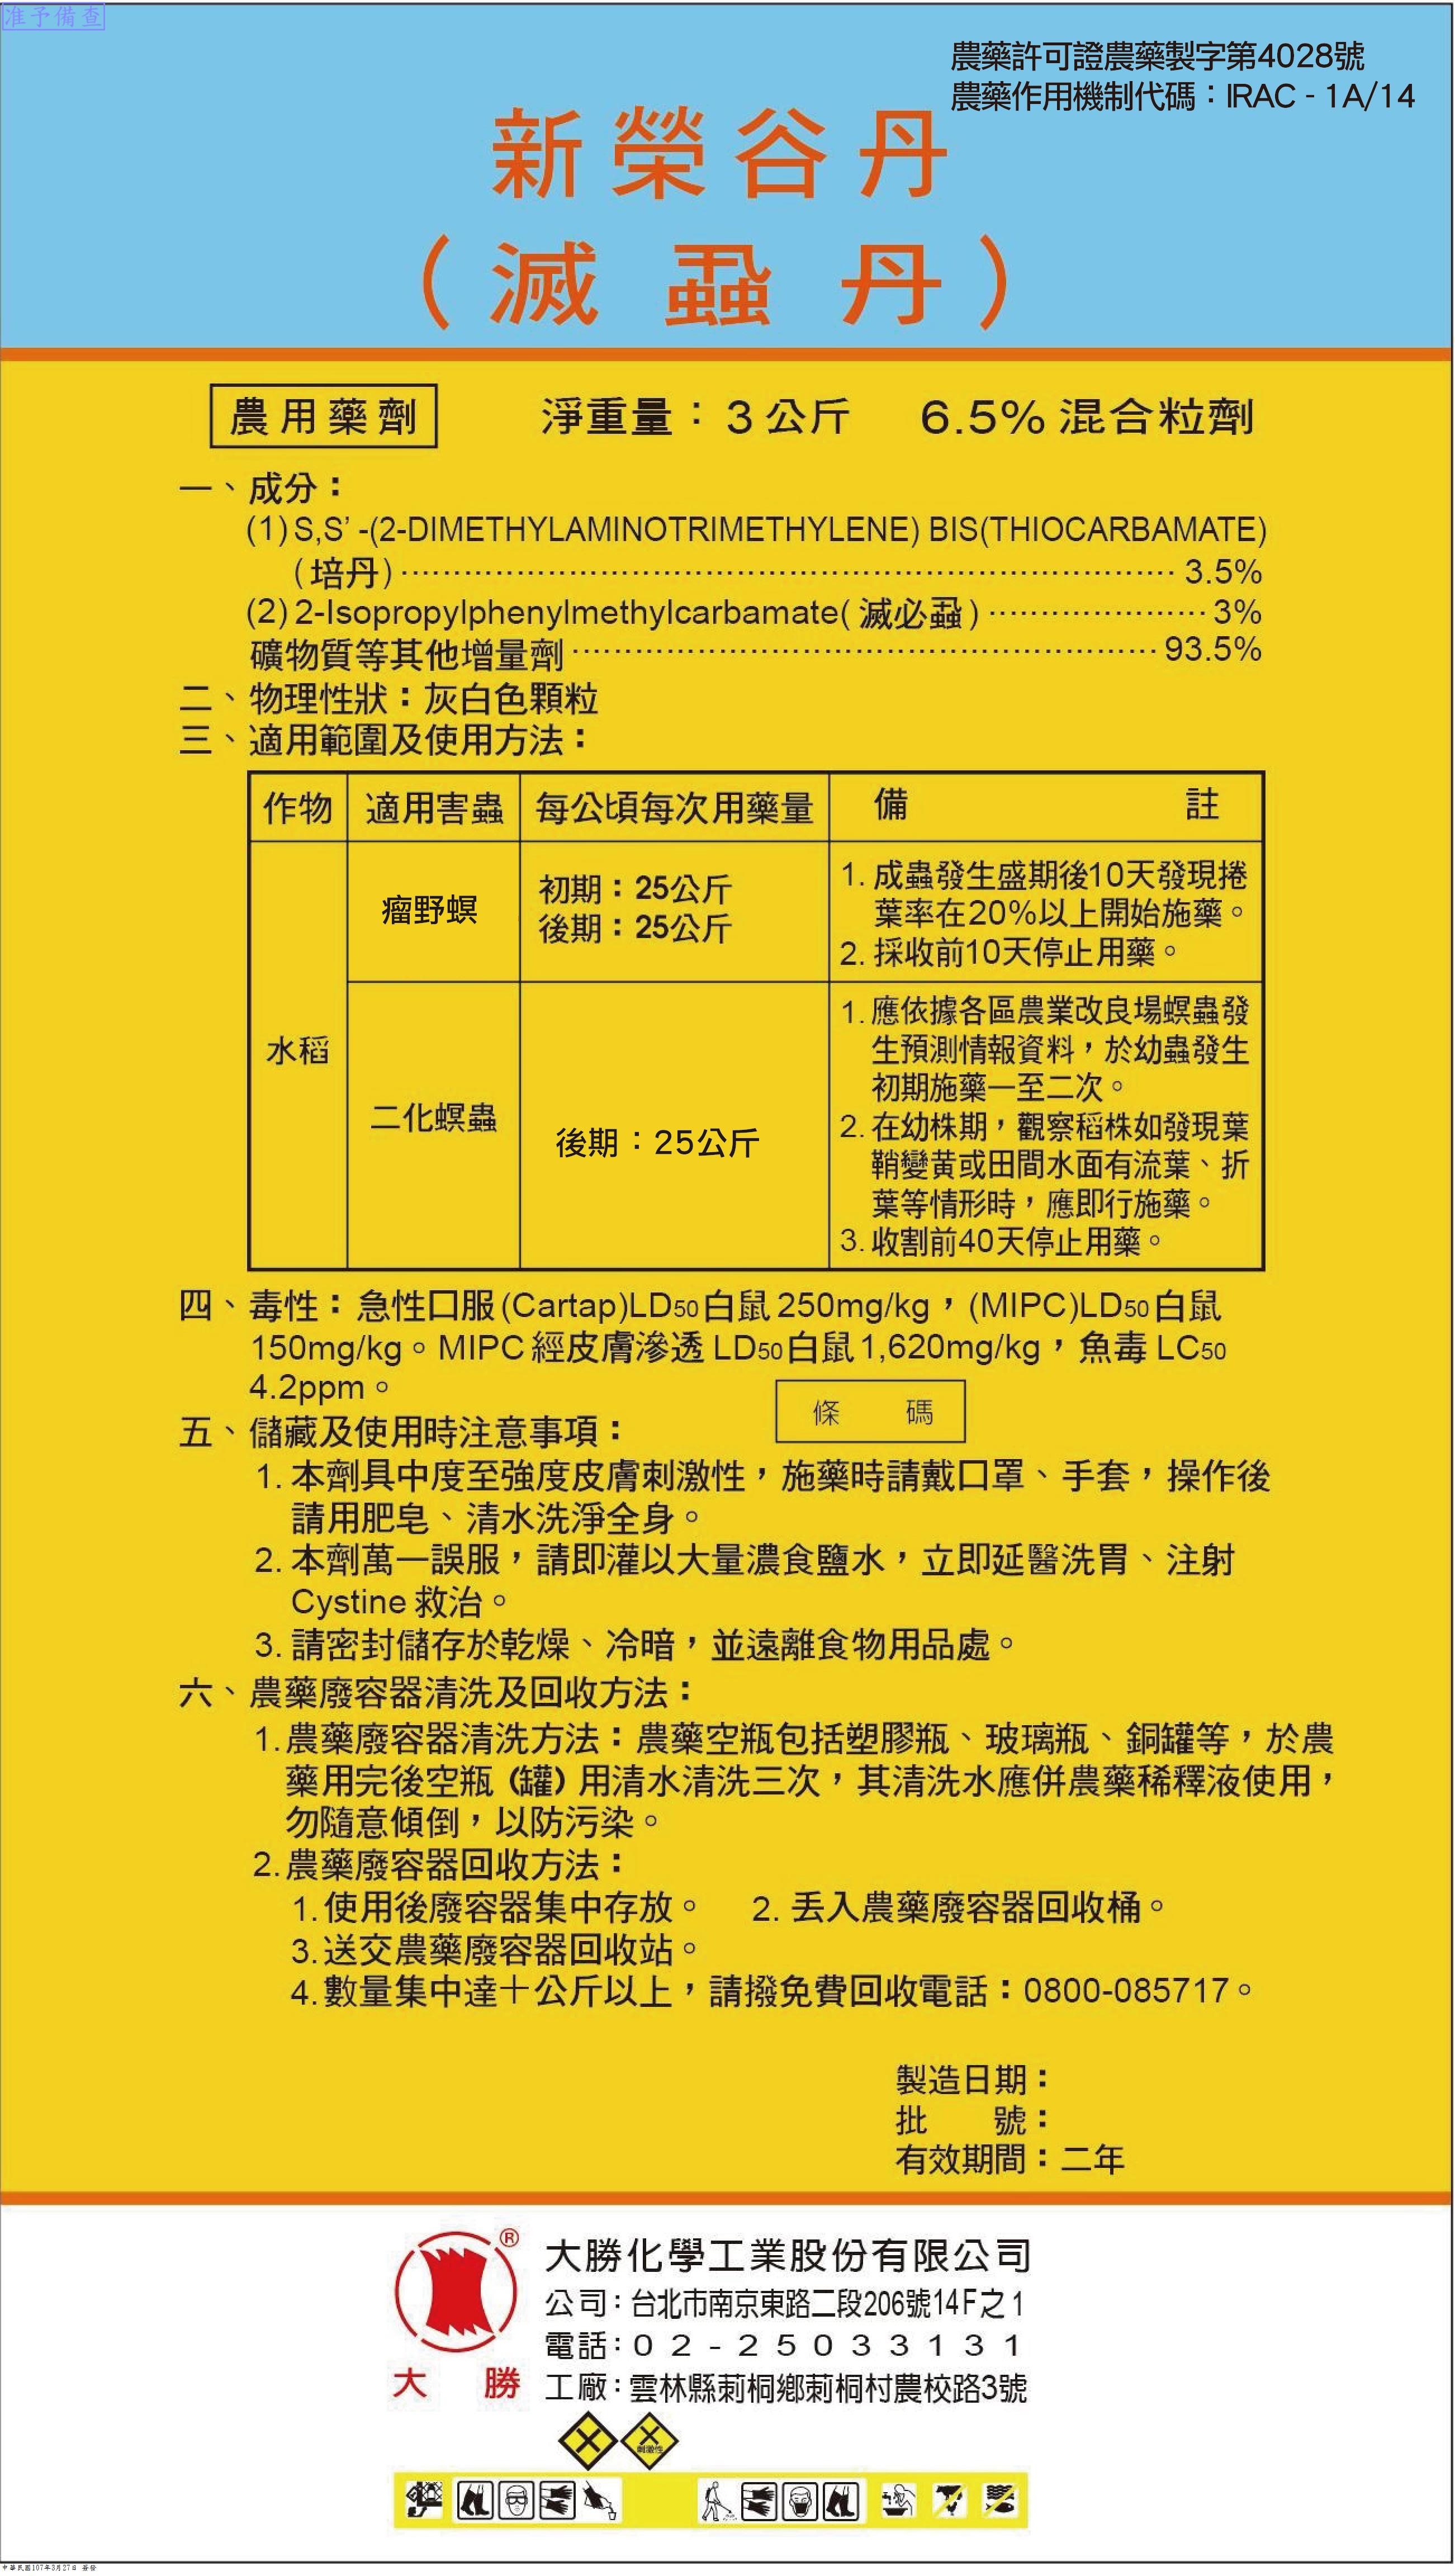 准予備查
農藥許可證農藥製字第4028號
農藥作用機制代碼：IRAC - 1A/14
新榮谷丹
（滅蝨丹）
農用藥劑 淨重量：3公斤 6.5%混合粒劑
一、成分：
(1) S,S’ -(2-DIMETHYLAMINOTRIMETHYLENE) BIS(THIOCARBAMATE)
(培丹)………………………………………………………… 3.5%
(2) 2-Isopropylphenylmethylcarbamate(滅必蝨)………………… 3%
礦物質等其他增量劑……………………………………………… 93.5%
二、物理性狀：灰白色顆粒
三、適用範圍及使用方法：
作物 適用害蟲 每公頃每次用藥量 備 註
水稻
瘤野螟
初期：25公斤
後期：25公斤
1. 成蟲發生盛期後10天發現捲
葉率在20%以上開始施藥。
2. 採收前10天停止用藥。
二化螟蟲
後期：25公斤
1. 應依據各區農業改良場螟蟲發
生預測情報資料，於幼蟲發生
初期施藥一至二次。
2. 在幼株期，觀察稻株如發現葉
鞘變黃或田間水面有流葉、折
葉等情形時，應即行施藥。
3. 收割前40天停止用藥。
四、毒性：急性口服(Cartap)LD50白鼠250mg/kg，(MIPC)LD50白鼠
150mg/kg。MIPC經皮膚滲透LD50白鼠1,620mg/kg，魚毒LC50
4.2ppm。
條 碼
五、儲藏及使用時注意事項：
1. 本劑具中度至強度皮膚刺激性，施藥時請戴口罩、手套，操作後
請用肥皂、清水洗淨全身。
2. 本劑萬一誤服，請即灌以大量濃食鹽水，立即延醫洗胃、注射
Cystine救治。
3. 請密封儲存於乾燥、冷暗，並遠離食物用品處。
六、農藥廢容器清洗及回收方法：
1. 農藥廢容器清洗方法：農藥空瓶包括塑膠瓶、玻璃瓶、銅罐等，於農
藥用完後空瓶（罐）用清水清洗三次，其清洗水應併農藥稀釋液使用，
勿隨意傾倒，以防污染。
2. 農藥廢容器回收方法：
1. 使用後廢容器集中存放。 2. 丟入農藥廢容器回收桶。
3. 送交農藥廢容器回收站。
4. 數量集中達十公斤以上，請撥免費回收電話：0800-085717。
製造日期：
批 號：
有效期間：二年
®
大勝
大勝化學工業股份有限公司
公司：台北市南京東路二段206號14F之1
電話：02-25033131
工廠：雲林縣莿桐鄉莿桐村農校路3號
刺激性
中華民國107年3月27日 簽發